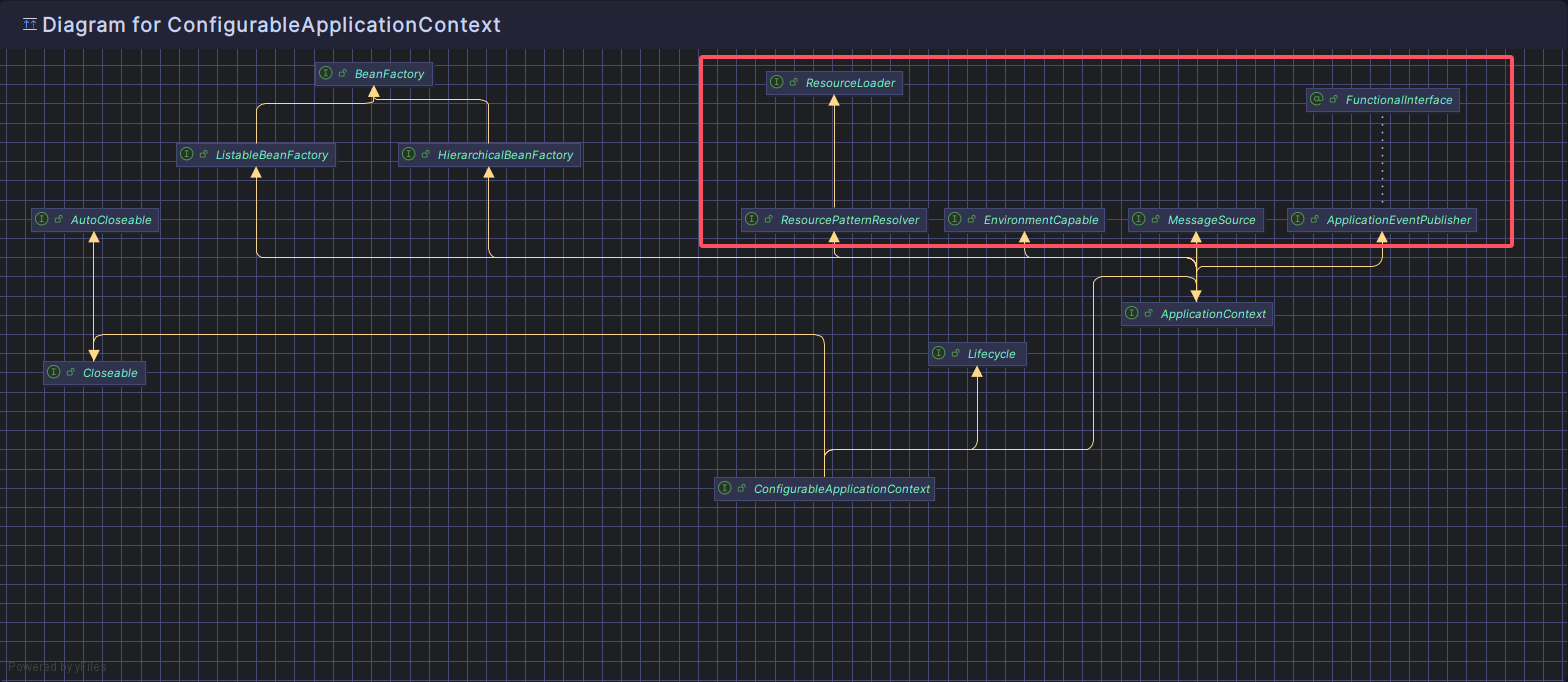 Diagram for ConfigurableApplicationContext
BeanFactory
ResourceLoader
FunctionalInterface
ListableBeanFactory
HierarchicalBeanFactory
AutoCloseable
ResourcePatternResolver
EnvironmentCapable
MessageSource
ApplicationEventPublisher
ApplicationContext
Lifecycle
Closeable
ConfigurableApplicationContext
Powered by yFiles